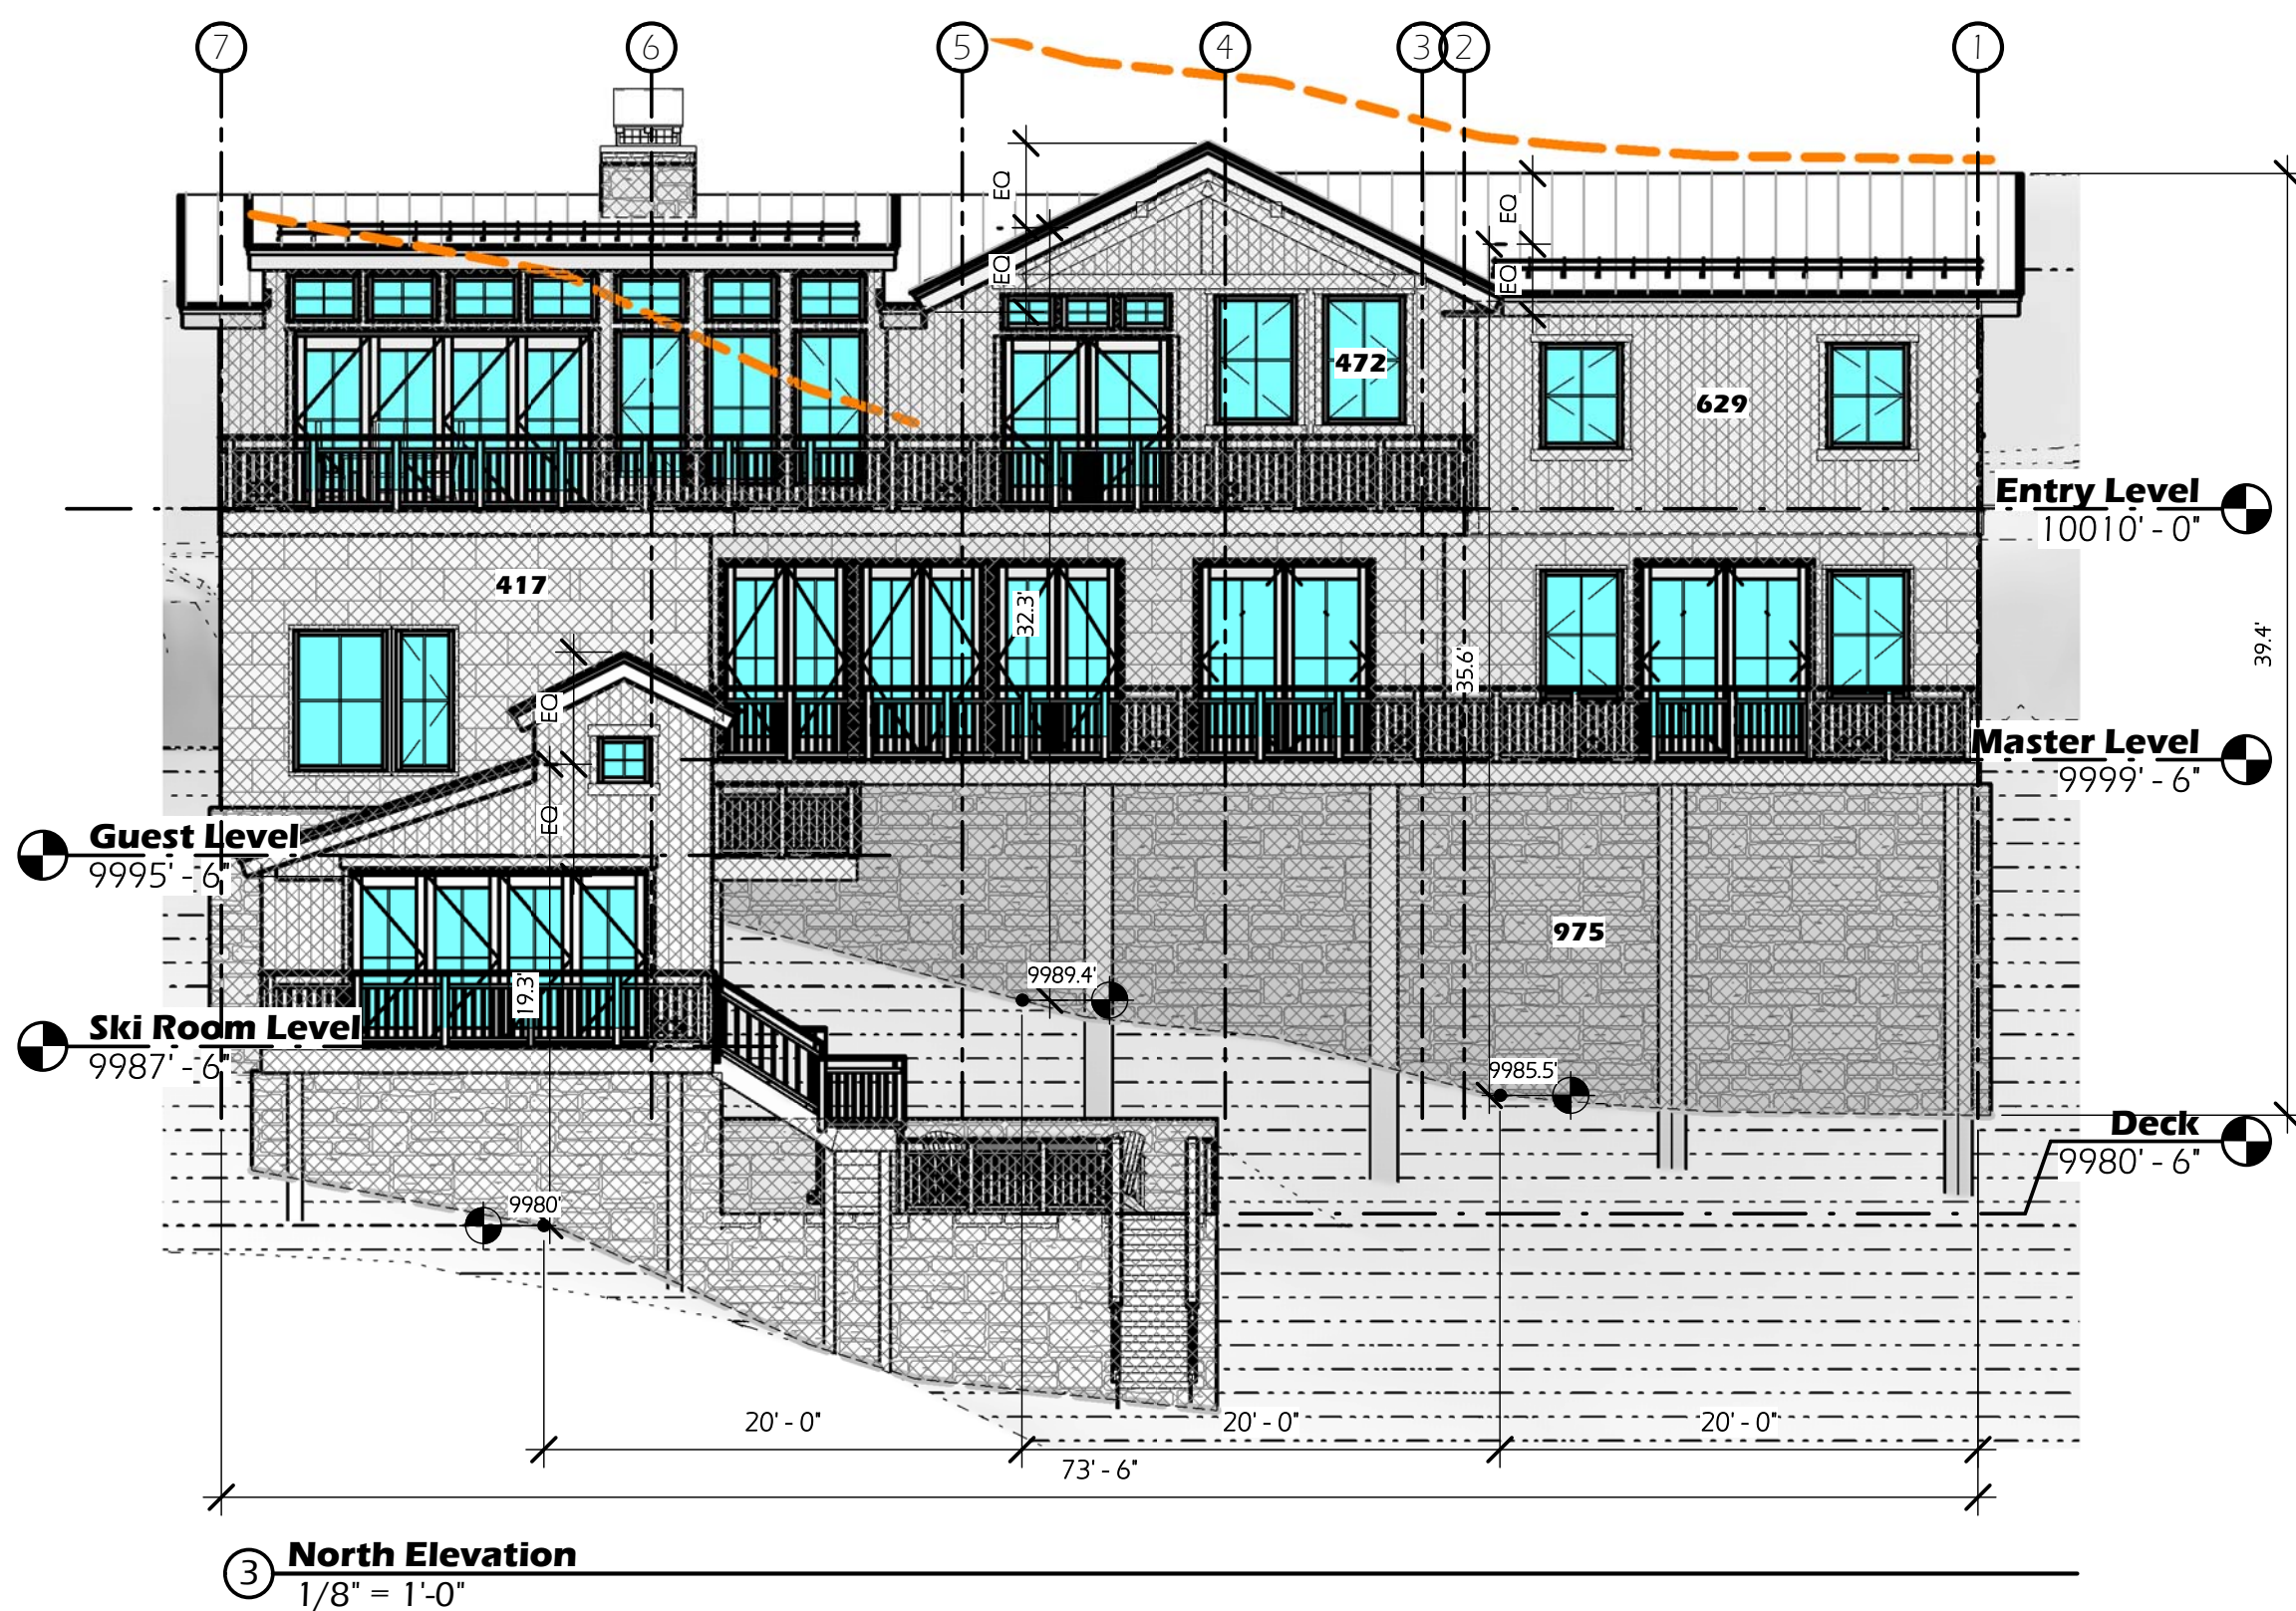 7 6 5 4 3 2 1
EQ
EQ
EQ
EQ
472
629
Entry Level
10010' - 0"
417
32.3'
35.6'
39.4'
EQ
Master Level
9999' - 6"
EQ
Guest Level
9995' - 6"
975
9989.4'
19.3'
Ski Room Level
9987' - 6"
9985.5'
Deck
9980' - 6"
9980'
20' - 0" 20' - 0" 20' - 0"
73' - 6"
3 North Elevation
1/8" = 1'-0"